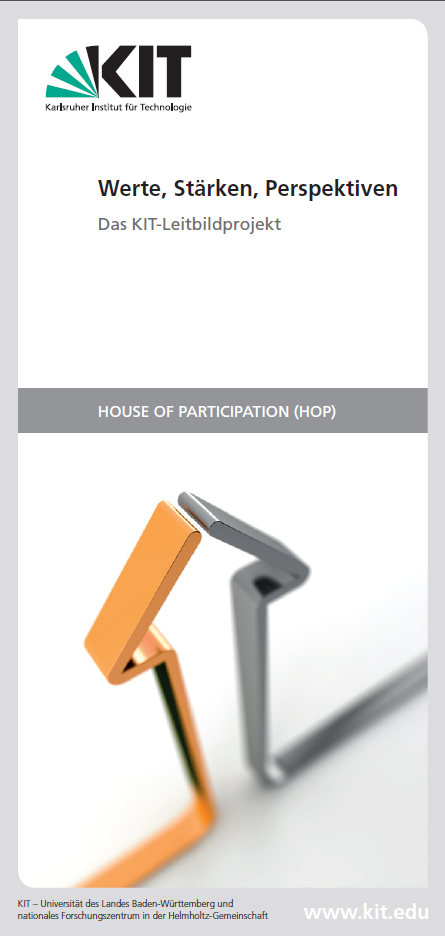 KIT
Karlsruher Institut für Technologie
Werte, Stärken, Perspektiven
Das KIT-Leitbildprojekt
HOUSE OF PARTICIPATION (HOP)
KIT – Universität des Landes Baden-Württemberg und
nationales Forschungszentrum in der Helmholtz-Gemeinschaft
www.kit.edu